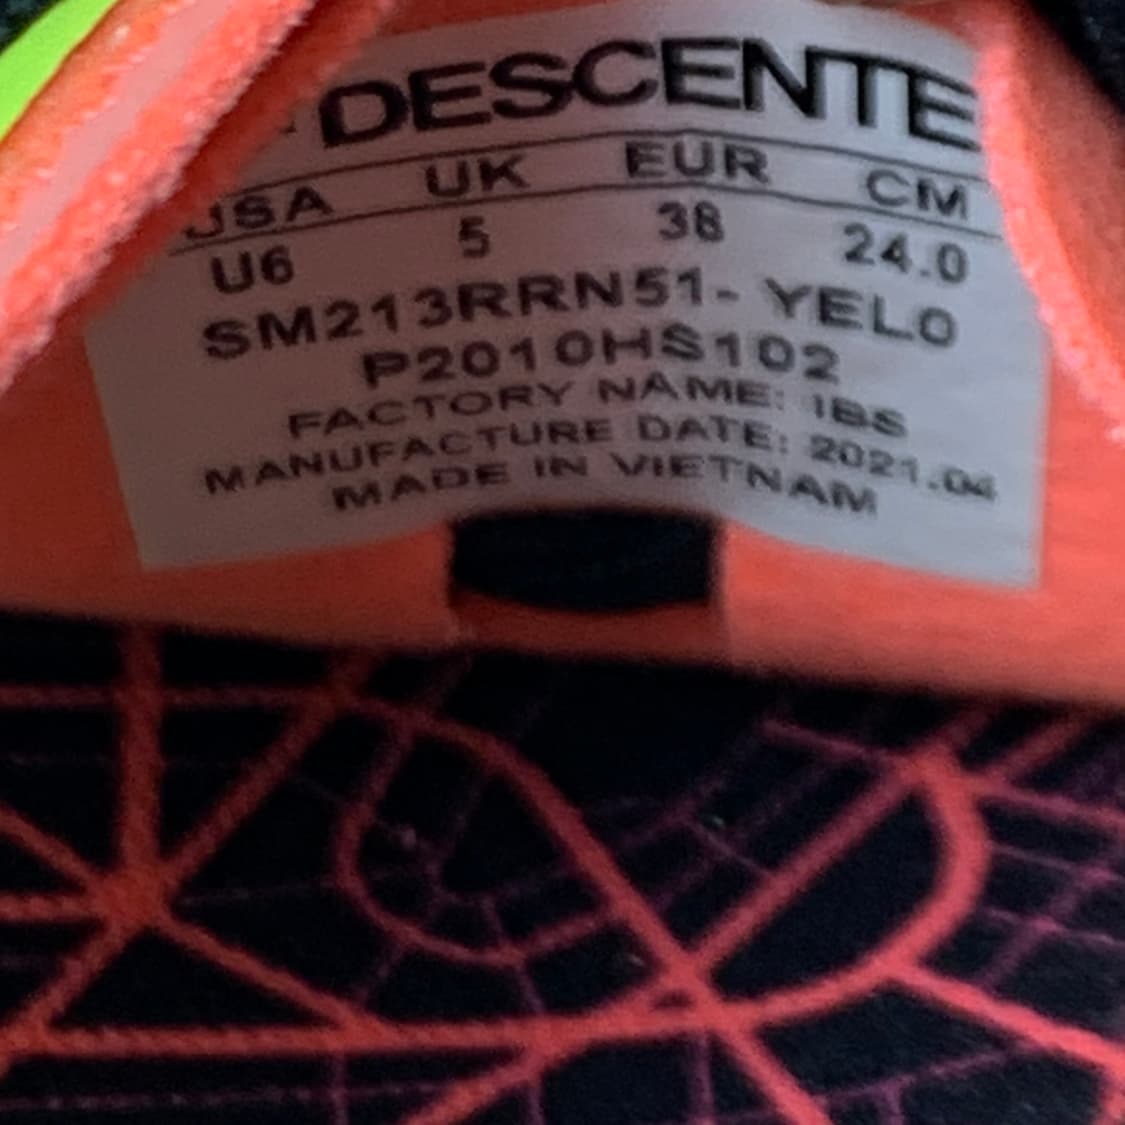 DESCENTE
USA UK EUR CM
U6 5 38 24.0
SM213RRN51- YELO
P2010HS102
FACTORY NAME: IBS
MANUFACTURE DATE: 2021.04
MADE IN VIETNAM